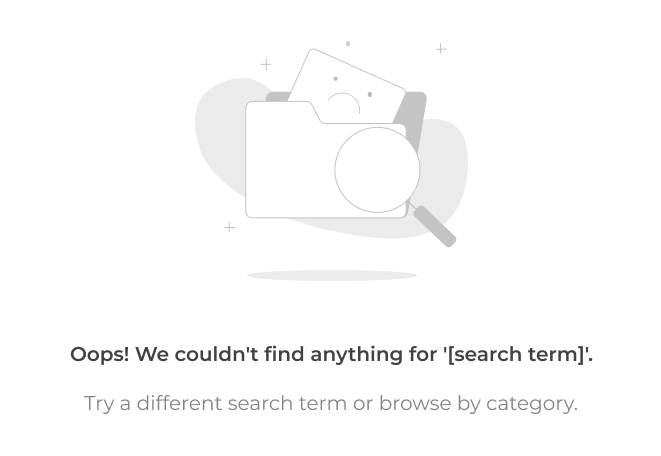 Oops! We couldn't find anything for '[search term]'.
Try a different search term or browse by category.